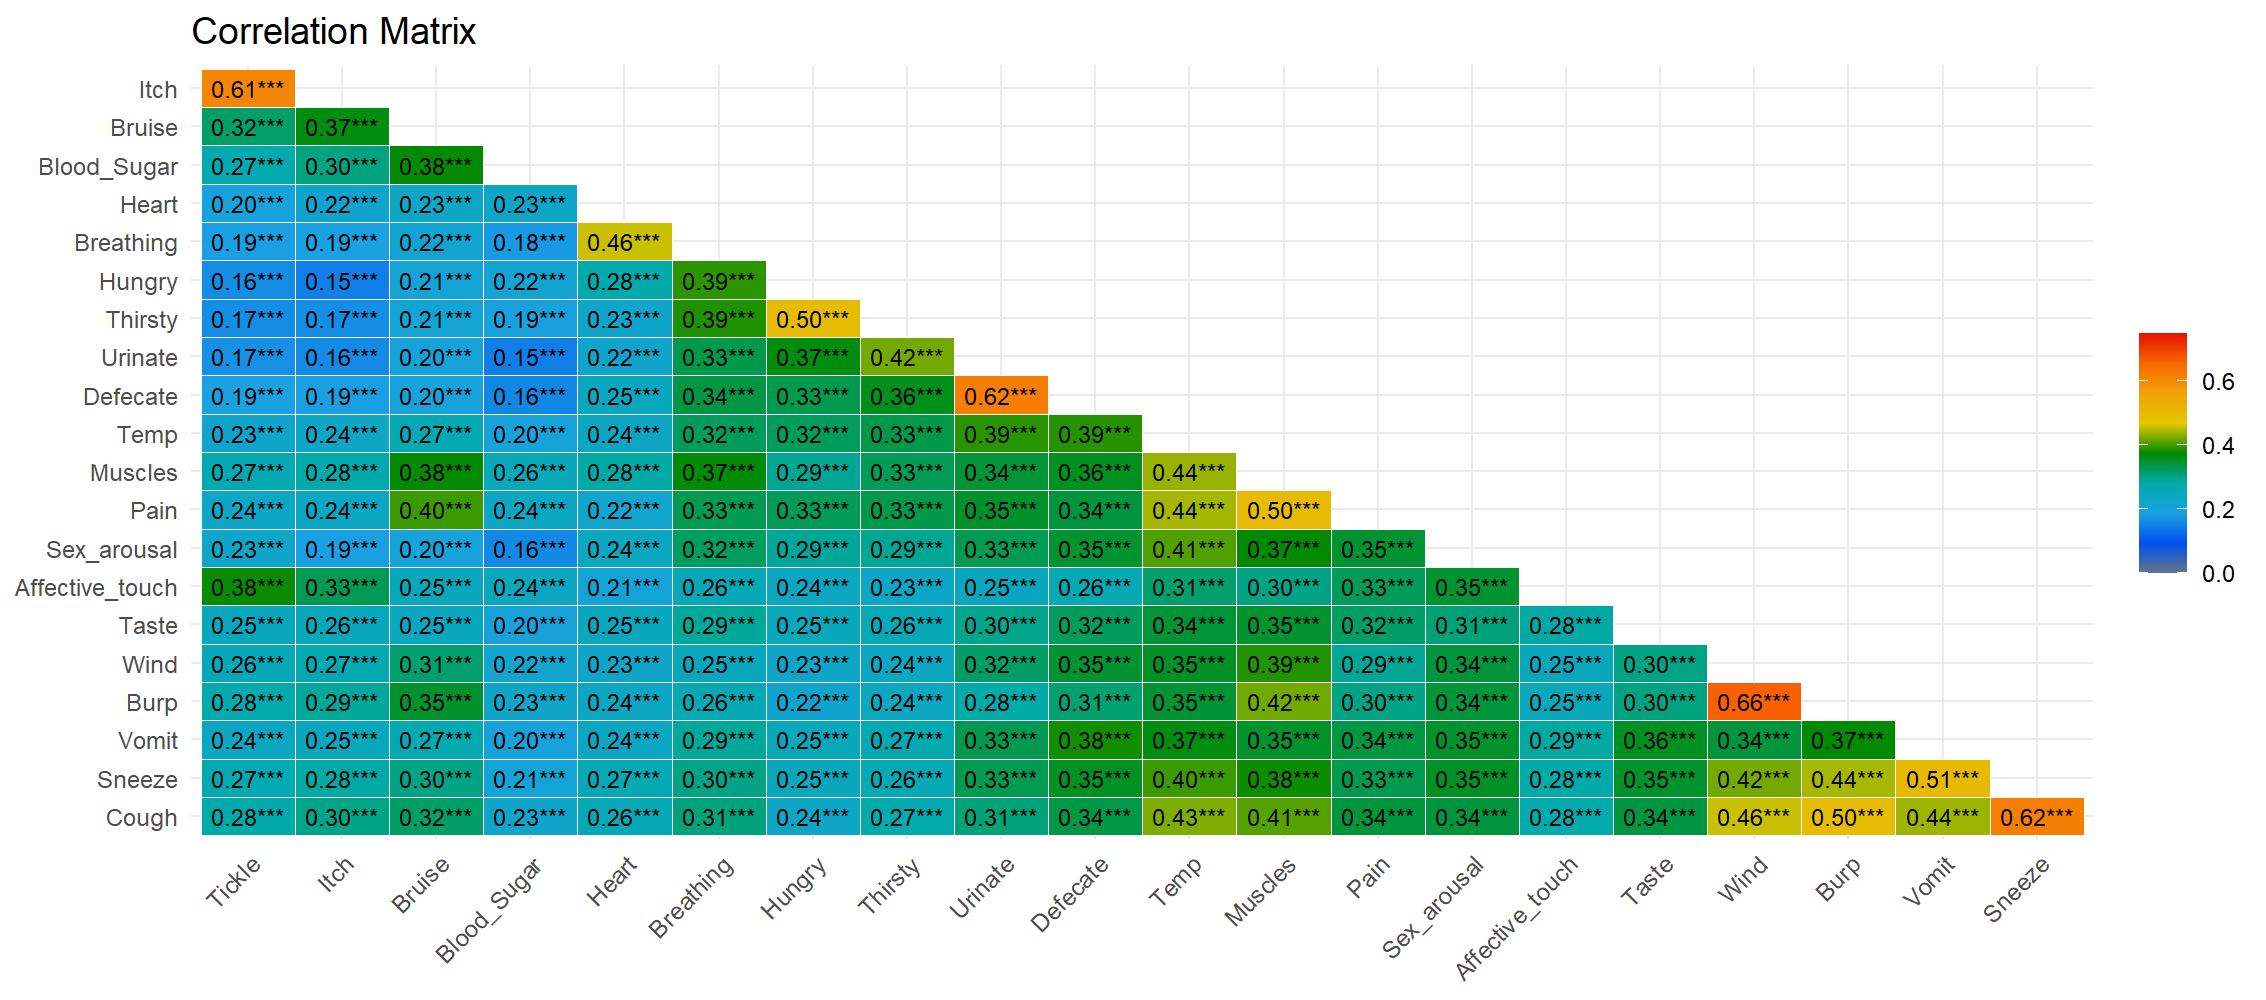 Correlation Matrix
Itch 0.61***
Bruise 0.32*** 0.37***
Blood_Sugar 0.27*** 0.30*** 0.38***
Heart 0.20*** 0.22*** 0.23*** 0.23***
Breathing 0.19*** 0.19*** 0.22*** 0.18*** 0.46***
Hungry 0.16*** 0.15*** 0.21*** 0.22*** 0.28*** 0.39***
Thirsty 0.17*** 0.17*** 0.21*** 0.19*** 0.23*** 0.39*** 0.50***
Urinate 0.17*** 0.16*** 0.20*** 0.15*** 0.22*** 0.33*** 0.37*** 0.42***
Defecate 0.19*** 0.19*** 0.20*** 0.16*** 0.25*** 0.34*** 0.33*** 0.36*** 0.62***
Temp 0.23*** 0.24*** 0.27*** 0.20*** 0.24*** 0.32*** 0.32*** 0.33*** 0.39*** 0.39***
Muscles 0.27*** 0.28*** 0.38*** 0.26*** 0.28*** 0.37*** 0.29*** 0.33*** 0.34*** 0.36*** 0.44***
Pain 0.24*** 0.24*** 0.40*** 0.24*** 0.22*** 0.33*** 0.33*** 0.33*** 0.35*** 0.34*** 0.44*** 0.50***
Sex_arousal 0.23*** 0.19*** 0.20*** 0.16*** 0.24*** 0.32*** 0.29*** 0.29*** 0.33*** 0.35*** 0.41*** 0.37*** 0.35***
Affective_touch 0.38*** 0.33*** 0.25*** 0.24*** 0.21*** 0.26*** 0.24*** 0.23*** 0.25*** 0.26*** 0.31*** 0.30*** 0.33*** 0.35***
Taste 0.25*** 0.26*** 0.25*** 0.20*** 0.25*** 0.29*** 0.25*** 0.26*** 0.30*** 0.32*** 0.34*** 0.35*** 0.32*** 0.31*** 0.28***
Wind 0.26*** 0.27*** 0.31*** 0.22*** 0.23*** 0.25*** 0.23*** 0.24*** 0.32*** 0.35*** 0.35*** 0.39*** 0.29*** 0.34*** 0.25*** 0.30***
Burp 0.28*** 0.29*** 0.35*** 0.23*** 0.24*** 0.26*** 0.22*** 0.24*** 0.28*** 0.31*** 0.35*** 0.42*** 0.30*** 0.34*** 0.25*** 0.30*** 0.66***
Vomit 0.24*** 0.25*** 0.27*** 0.20*** 0.24*** 0.29*** 0.25*** 0.27*** 0.33*** 0.38*** 0.37*** 0.35*** 0.34*** 0.35*** 0.29*** 0.36*** 0.34*** 0.37***
Sneeze 0.27*** 0.28*** 0.30*** 0.21*** 0.27*** 0.30*** 0.25*** 0.26*** 0.33*** 0.35*** 0.40*** 0.38*** 0.33*** 0.35*** 0.28*** 0.35*** 0.42*** 0.44*** 0.51***
Cough 0.28*** 0.30*** 0.32*** 0.23*** 0.26*** 0.31*** 0.24*** 0.27*** 0.31*** 0.34*** 0.43*** 0.41*** 0.34*** 0.34*** 0.28*** 0.34*** 0.46*** 0.50*** 0.44*** 0.62***
Tickle Itch Bruise Blood_Sugar Heart Breathing Hungry Thirsty Urinate Defecate Temp Muscles Pain Sex_arousal Affective_touch Taste Wind Burp Vomit Sneeze
0.6
0.4
0.2
0.0